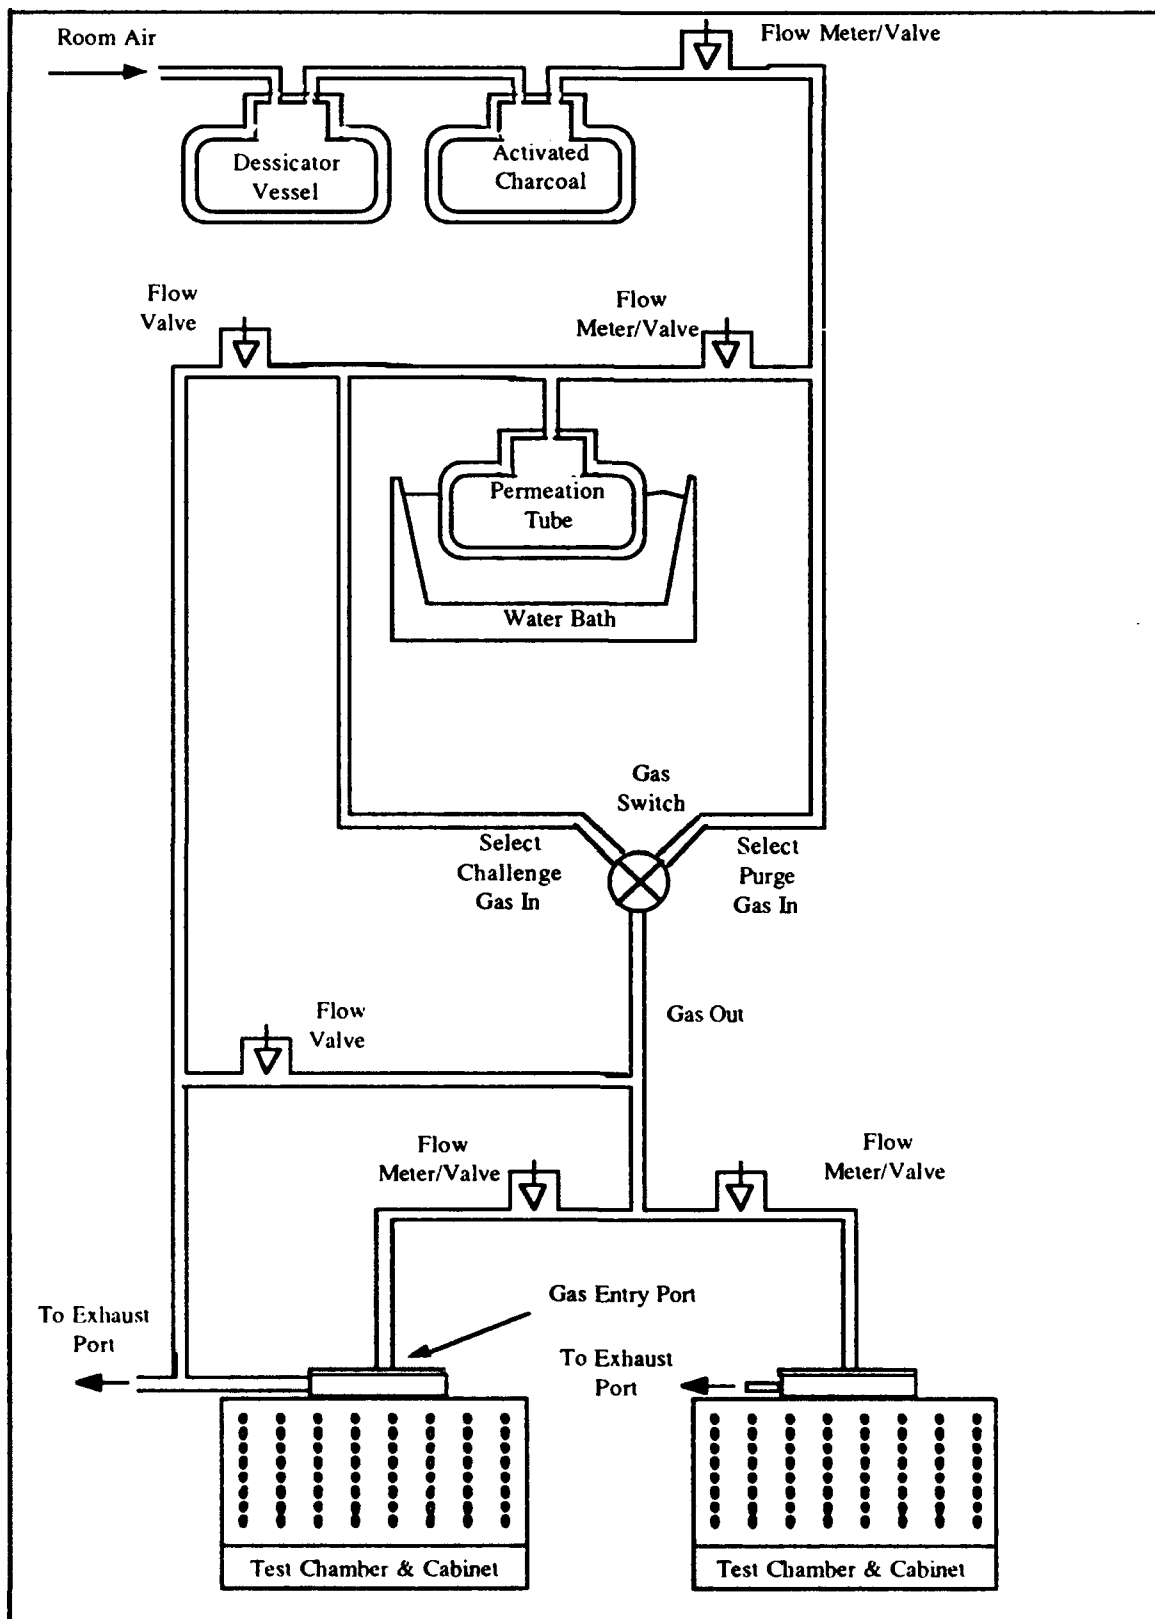 Room Air
Flow Meter/Valve
Dessicator
Vessel
Activated
Charcoal
Flow
Valve
Flow
Meter/Valve
Permeation
Tube
Water Bath
Gas
Switch
Select
Challenge
Gas In
Select
Purge
Gas In
Flow
Valve
Gas Out
Flow
Meter/Valve
Flow
Meter/Valve
Gas Entry Port
To Exhaust
Port
To Exhaust
Port
Test Chamber & Cabinet
Test Chamber & Cabinet